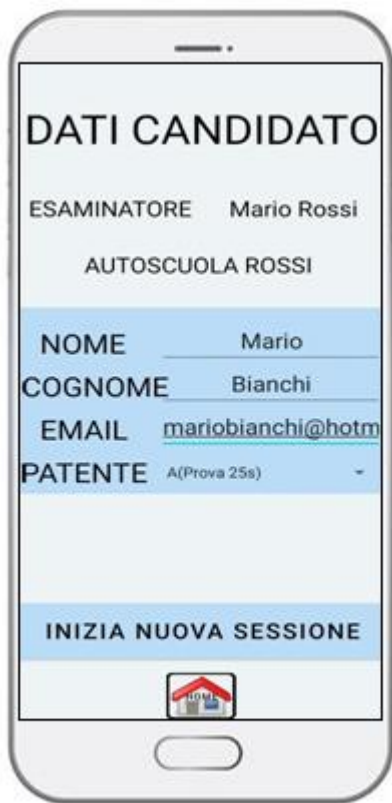 DATI CANDIDATO
ESAMINATORE Mario Rossi
AUTOSCUOLA ROSSI
NOME Mario
COGNOME Bianchi
EMAIL mariobianchi@hotm
PATENTE A(Prova 25s)
INIZIA NUOVA SESSIONE
HOME